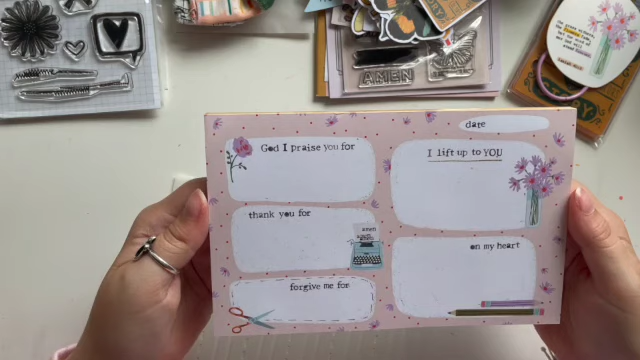 date
God I praise you for
I lift up to YOU
thank you for
amen
on my heart
forgive me for
AMEN